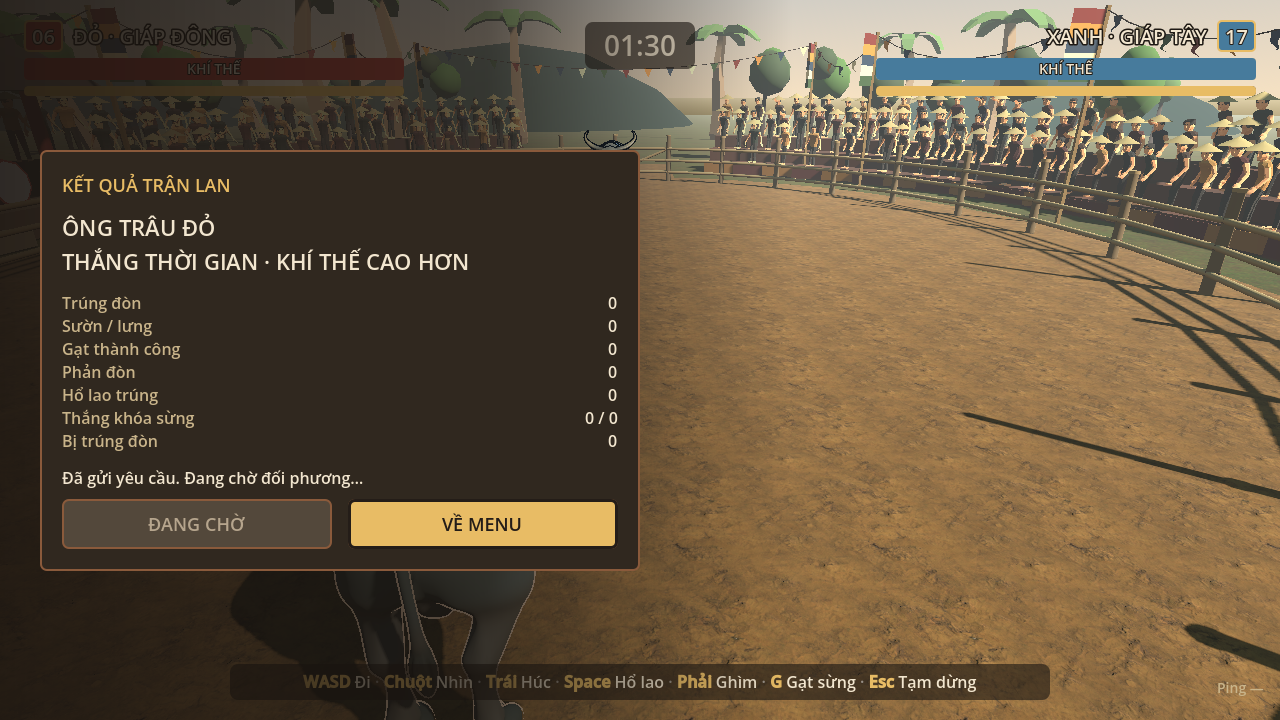 06 ĐỎ · GIÁP ĐÔNG
KHÍ THẾ
01:30
XANH · GIÁP TÂY 17
KHÍ THẾ
KẾT QUẢ TRẬN LAN
ÔNG TRÂU ĐỎ
THẮNG THỜI GIAN · KHÍ THẾ CAO HƠN
Trúng đòn 0
Sườn / lưng 0
Gạt thành công 0
Phản đòn 0
Hổ lao trúng 0
Thắng khóa sừng 0 / 0
Bị trúng đòn 0
Đã gửi yêu cầu. Đang chờ đối phương...
ĐANG CHỜ VỀ MENU
WASD Đi · Chuột Nhìn · Trái Húc · Space Hổ lao · Phải Ghìm · G Gạt sừng · Esc Tạm dừng
Ping —